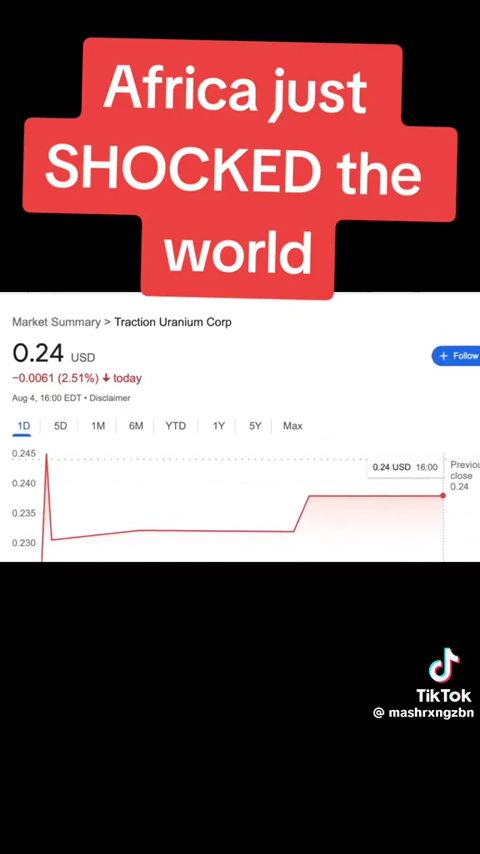 Africa just
SHOCKED the
world
Market Summary > Traction Uranium Corp
0.24 USD
+ Follow
−0.0061 (2.51%) ↓ today
Aug 4, 16:00 EDT • Disclaimer
1D 5D 1M 6M YTD 1Y 5Y Max
0.245
0.24 USD 16:00
Previou
close
0.24
0.240
0.235
0.230
TikTok
@ mashrxngzbn